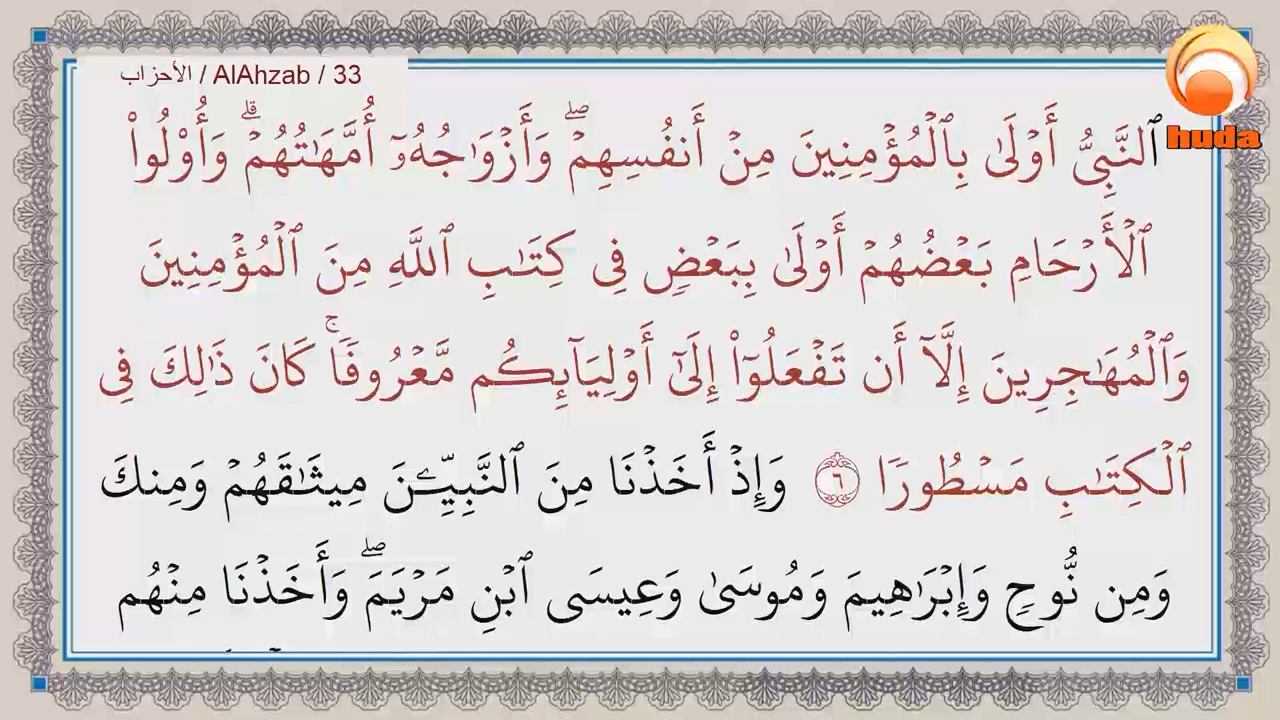 الأحزاب / AlAhzab / 33
huda
ٱلنَّبِىُّ أَوْلَىٰ بِٱلْمُؤْمِنِينَ مِنْ أَنفُسِهِمْ ۖ وَأَزْوَٰجُهُۥٓ أُمَّهَـٰتُهُمْ ۗ وَأُو۟لُوا۟
ٱلْأَرْحَامِ بَعْضُهُمْ أَوْلَىٰ بِبَعْضٍ فِى كِتَـٰبِ ٱللَّهِ مِنَ ٱلْمُؤْمِنِينَ
وَٱلْمُهَـٰجِرِينَ إِلَّآ أَن تَفْعَلُوٓا۟ إِلَىٰٓ أَوْلِيَآئِكُم مَّعْرُوفًا ۚ كَانَ ذَٰلِكَ فِى
ٱلْكِتَـٰبِ مَسْطُورًا ٦ وَإِذْ أَخَذْنَا مِنَ ٱلنَّبِيِّـۧنَ مِيثَـٰقَهُمْ وَمِنكَ
وَمِن نُّوحٍ وَإِبْرَٰهِيمَ وَمُوسَىٰ وَعِيسَى ٱبْنِ مَرْيَمَ ۖ وَأَخَذْنَا مِنْهُم